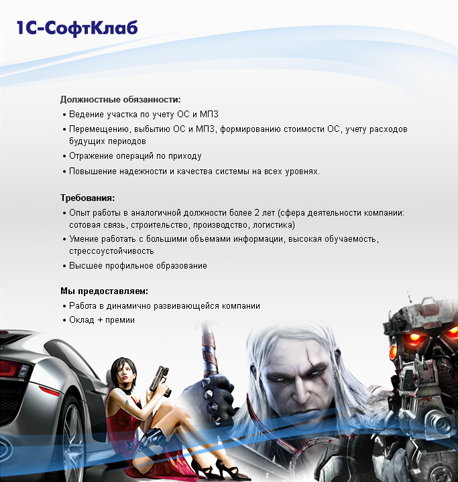 1С-СофтКлаб
Должностные обязанности:
• Ведение участка по учету ОС и МПЗ
• Перемещению, выбытию ОС и МПЗ, формированию стоимости ОС, учету расходов
будущих периодов
• Отражение операций по приходу
• Повышение надежности и качества системы на всех уровнях.
Требования:
• Опыт работы в аналогичной должности более 2 лет (сфера деятельности компании:
сотовая связь, строительство, производство, логистика)
• Умение работать с большими объемами информации, высокая обучаемость,
стрессоустойчивость
• Высшее профильное образование
Мы предоставляем:
• Работа в динамично развивающейся компании
• Оклад + премии